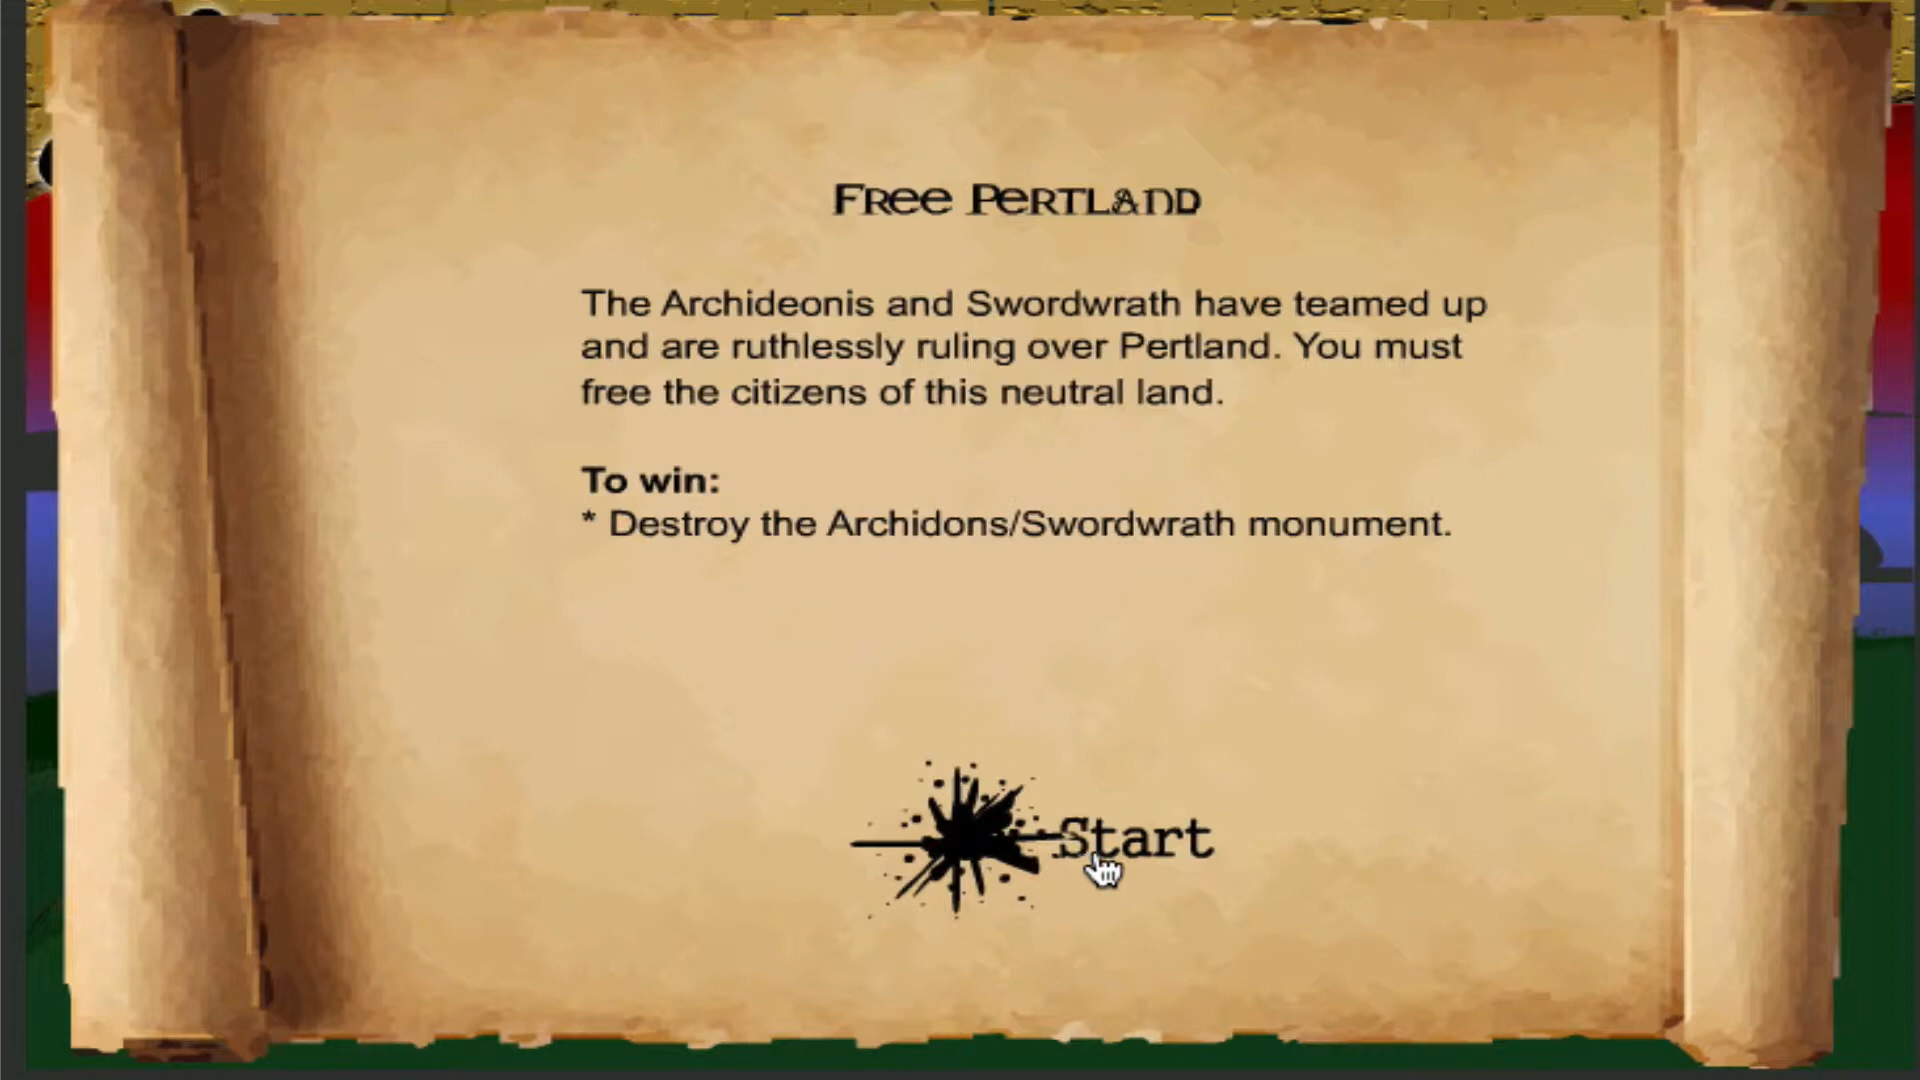 Free Pertland
The Archideonis and Swordwrath have teamed up
and are ruthlessly ruling over Pertland. You must
free the citizens of this neutral land.
To win:
* Destroy the Archidons/Swordwrath monument.
Start